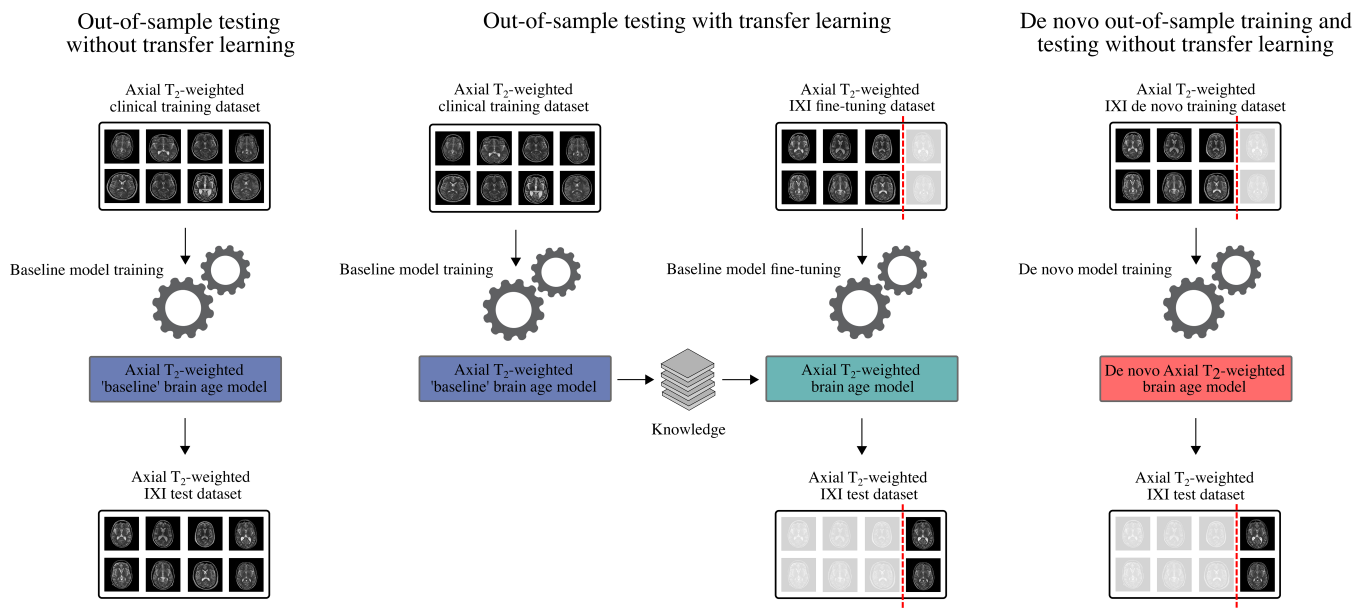 Out-of-sample testing
without transfer learning
Axial T₂-weighted
clinical training dataset
Baseline model training
Axial T₂-weighted
'baseline' brain age model
Axial T₂-weighted
IXI test dataset
Out-of-sample testing with transfer learning
Axial T₂-weighted
clinical training dataset
Baseline model training
Axial T₂-weighted
'baseline' brain age model
Knowledge
Axial T₂-weighted
IXI fine-tuning dataset
Baseline model fine-tuning
Axial T₂-weighted
brain age model
Axial T₂-weighted
IXI test dataset
De novo out-of-sample training and
testing without transfer learning
Axial T₂-weighted
IXI de novo training dataset
De novo model training
De novo Axial T2-weighted
brain age model
Axial T₂-weighted
IXI test dataset